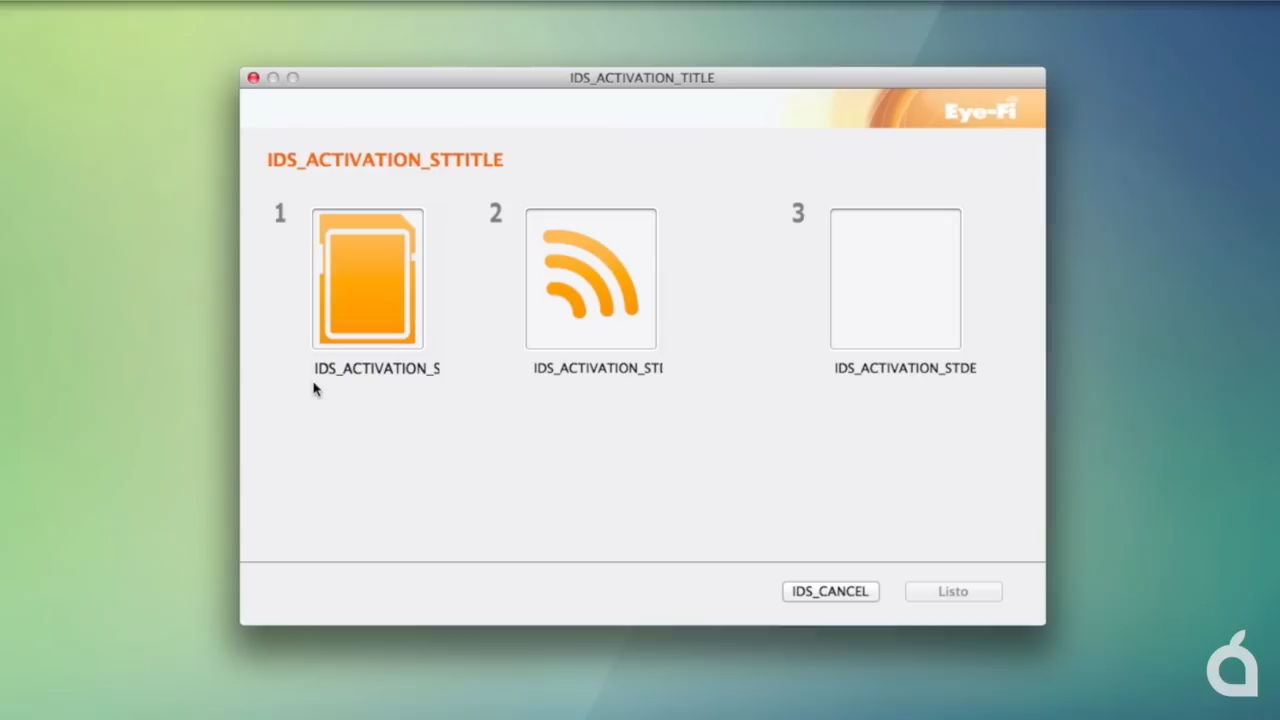 IDS_ACTIVATION_TITLE
Eye-Fi
IDS_ACTIVATION_STTITLE
1
2
3
IDS_ACTIVATION_S
IDS_ACTIVATION_STI
IDS_ACTIVATION_STDE
IDS_CANCEL
Listo